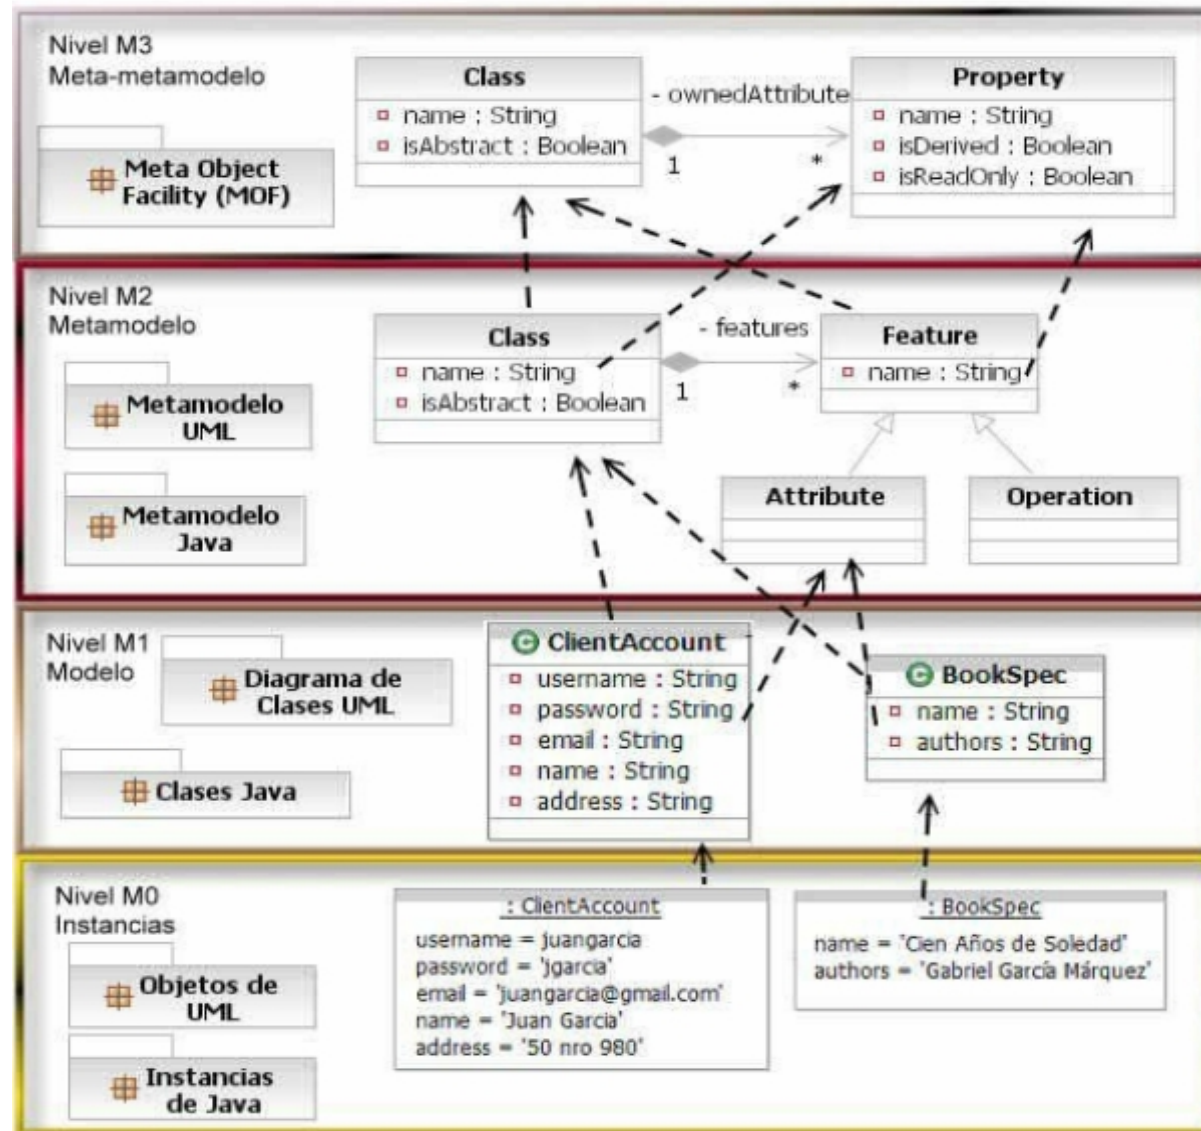 Nivel M3
Meta-metamodelo
Meta Object
Facility (MOF)
Class
name : String
isAbstract : Boolean
- ownedAttribute
1
*
Property
name : String
isDerived : Boolean
isReadOnly : Boolean
Nivel M2
Metamodelo
Metamodelo
UML
Metamodelo
Java
Class
name : String
isAbstract : Boolean
- features
1
*
Feature
name : String
Attribute
Operation
Nivel M1
Modelo
Diagrama de
Clases UML
Clases Java
C ClientAccount
username : String
password : String
email : String
name : String
address : String
C BookSpec
name : String
authors : String
Nivel M0
Instancias
Objetos de
UML
Instancias
de Java
: ClientAccount
username = juangarcia
password = 'jgarcia'
email = 'juangarcia@gmail.com'
name = 'Juan Garcia'
address = '50 nro 980'
: BookSpec
name = 'Cien Años de Soledad'
authors = 'Gabriel García Márquez'